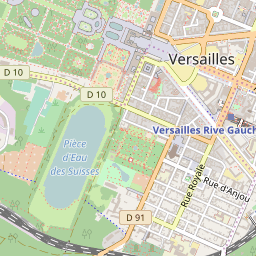 Versailles
D 10
D 10
Versailles Rive Gauch
Pièce
d'Eau
des Suisses
Rue d'Anjou
Rue Royale
D 91